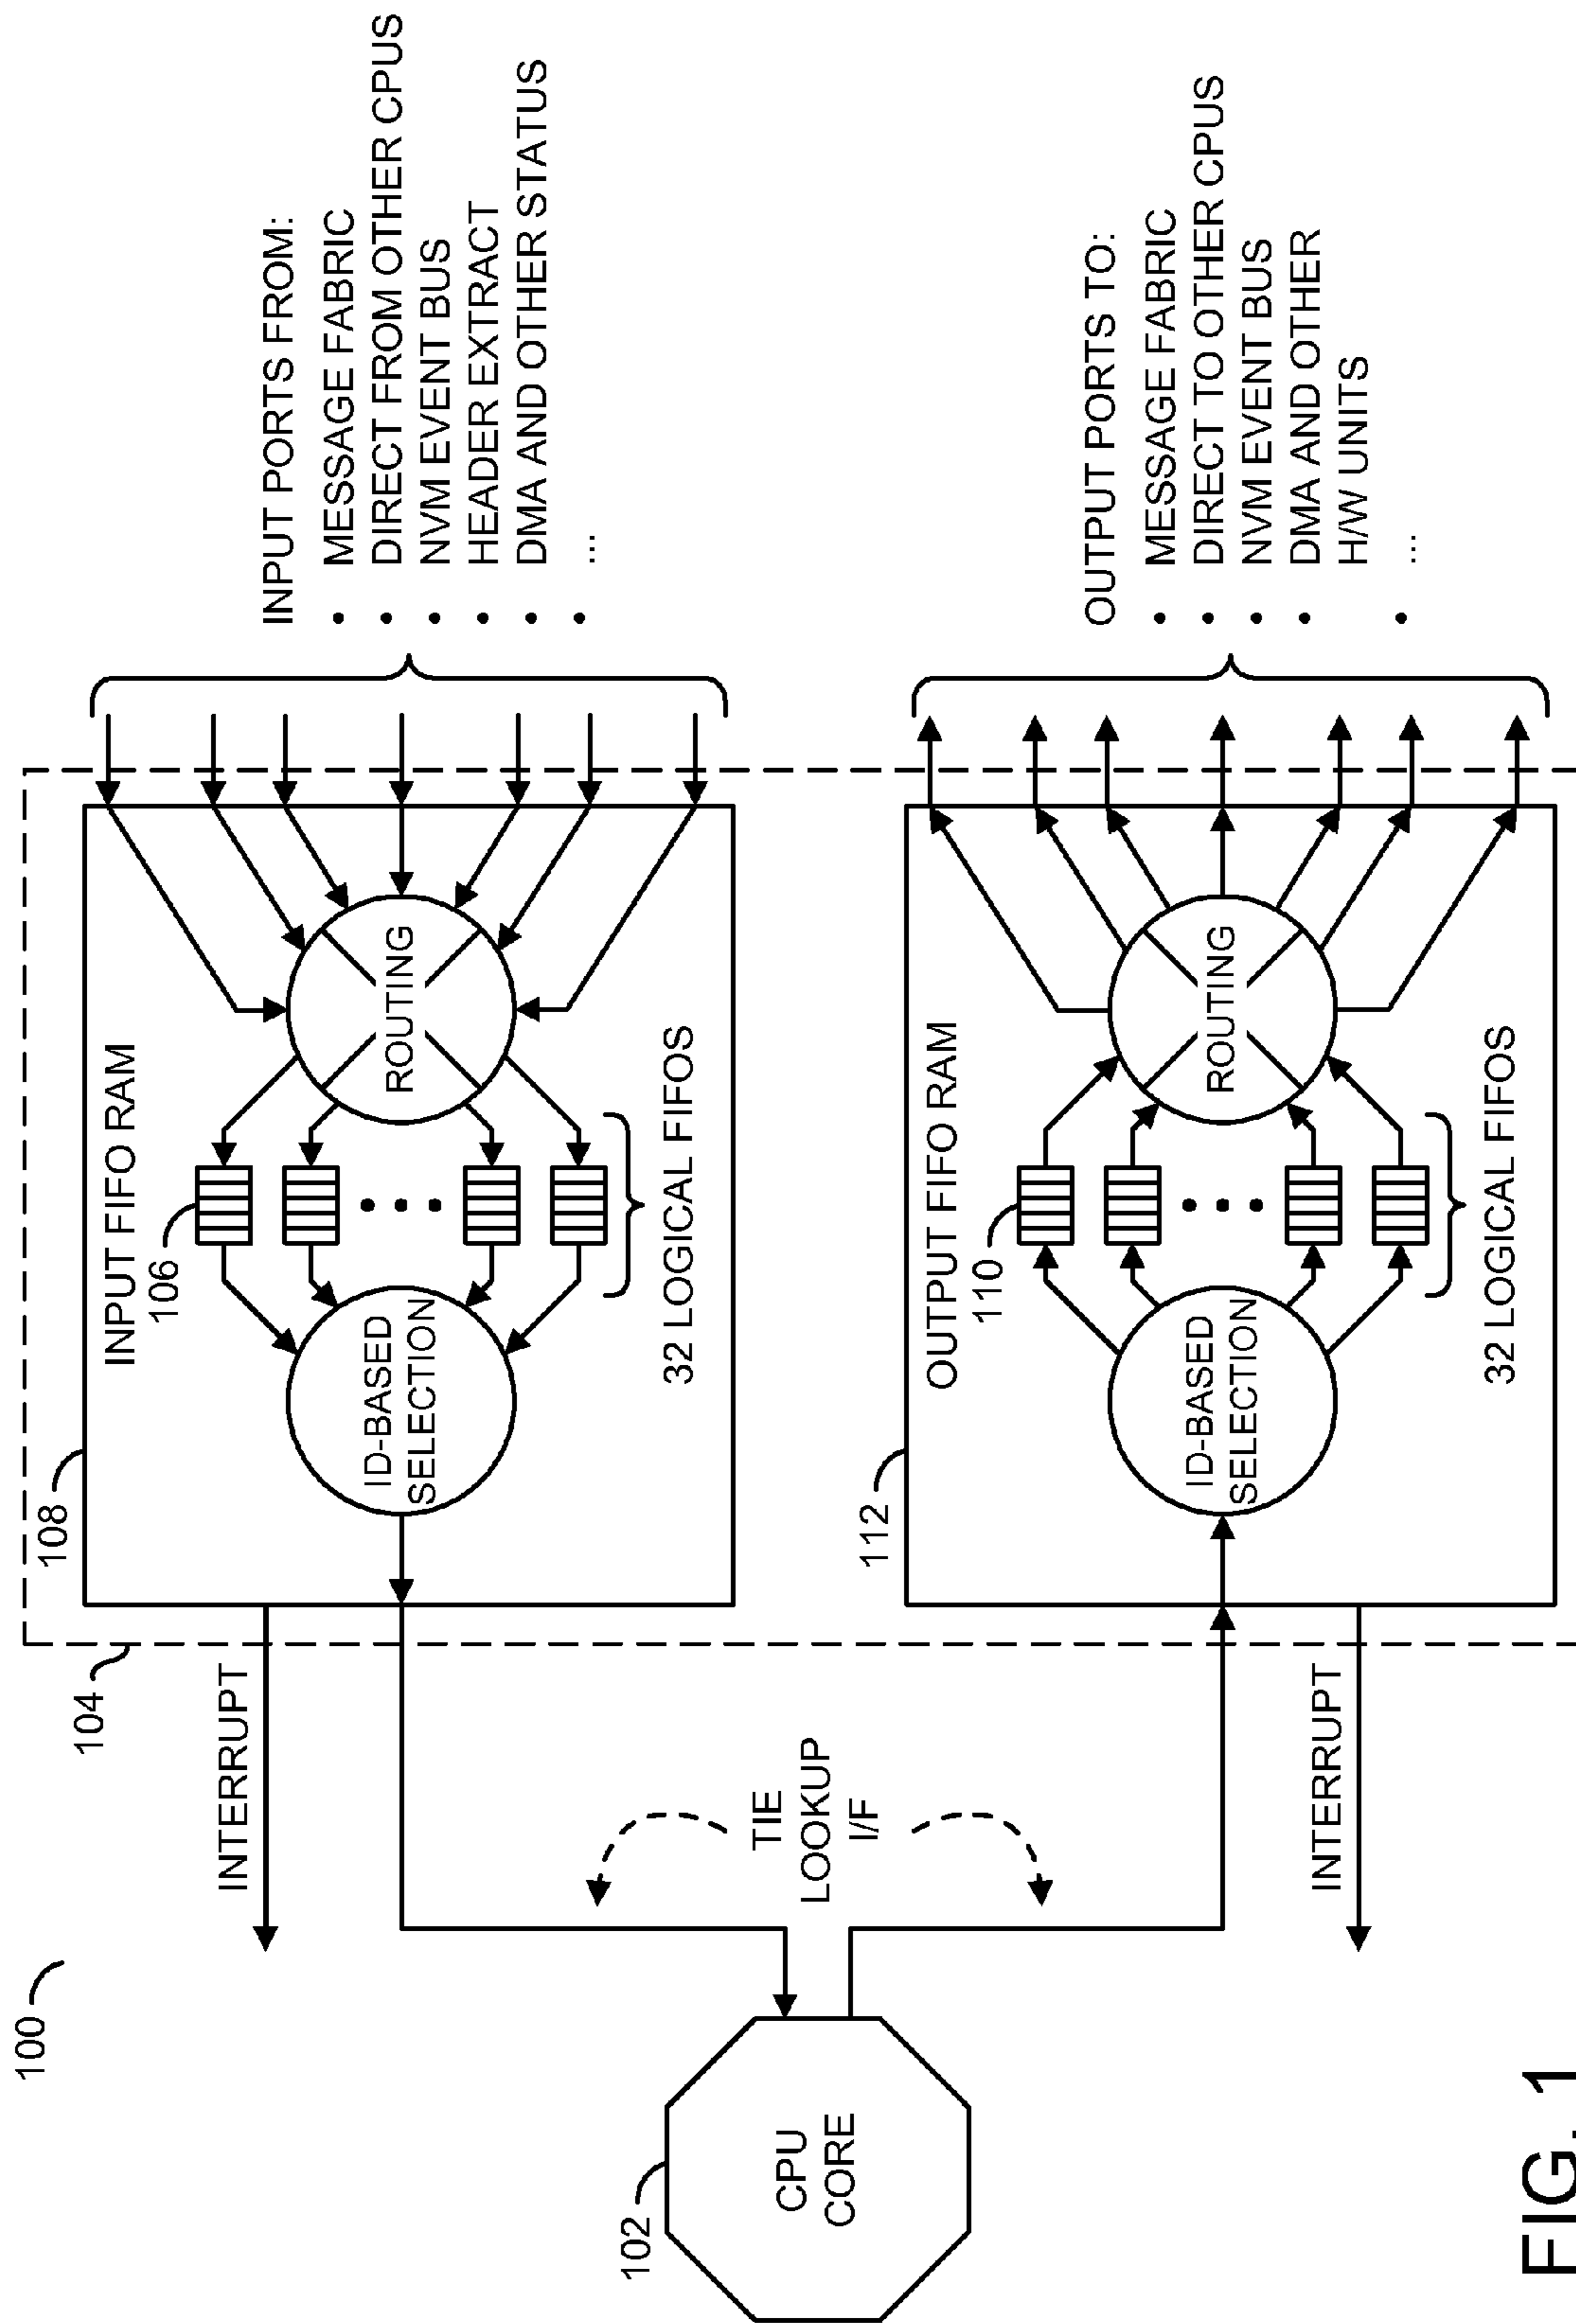 100
104
INTERRUPT
108
INPUT FIFO RAM
106
ID-BASED
SELECTION
ROUTING
32 LOGICAL FIFOS
INPUT PORTS FROM:
• MESSAGE FABRIC
• DIRECT FROM OTHER CPUS
• NVM EVENT BUS
• HEADER EXTRACT
• DMA AND OTHER STATUS
• ...
102
CPU
CORE
TIE
LOOKUP
I/F
112
OUTPUT FIFO RAM
110
ID-BASED
SELECTION
ROUTING
32 LOGICAL FIFOS
INTERRUPT
OUTPUT PORTS TO:
• MESSAGE FABRIC
• DIRECT TO OTHER CPUS
• NVM EVENT BUS
• DMA AND OTHER
H/W UNITS
• ...
FIG. 1